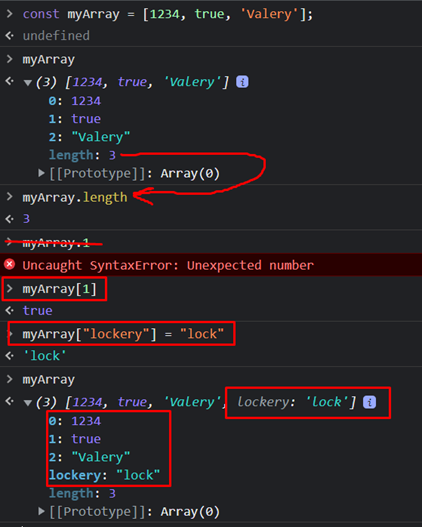 > const myArray = [1234, true, 'Valery'];
undefined
> myArray
(3) [1234, true, 'Valery'] i
0: 1234
1: true
2: "Valery"
length: 3
[[Prototype]]: Array(0)
> myArray.length
3
> myArray.1
Uncaught SyntaxError: Unexpected number
> myArray[1]
true
> myArray["lockery"] = "lock"
'lock'
> myArray
(3) [1234, true, 'Valery', lockery: 'lock'] i
0: 1234
1: true
2: "Valery"
lockery: "lock"
length: 3
[[Prototype]]: Array(0)